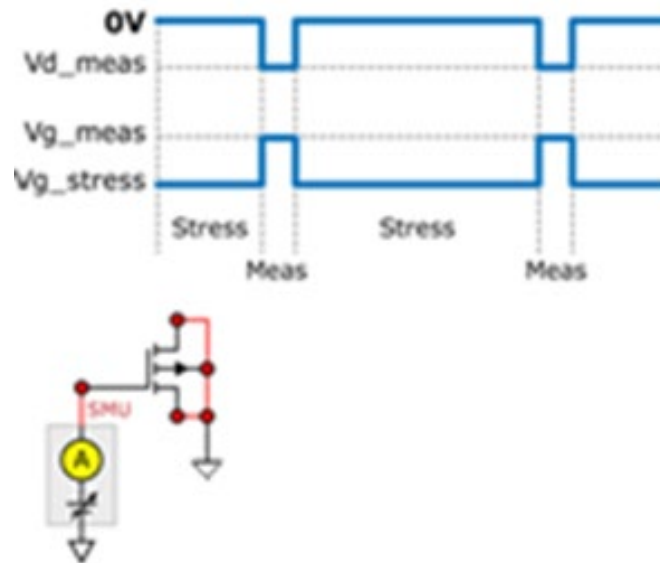 0V
Vd_meas
Vg_meas
Vg_stress
Stress Stress
Meas Meas
SMU
A